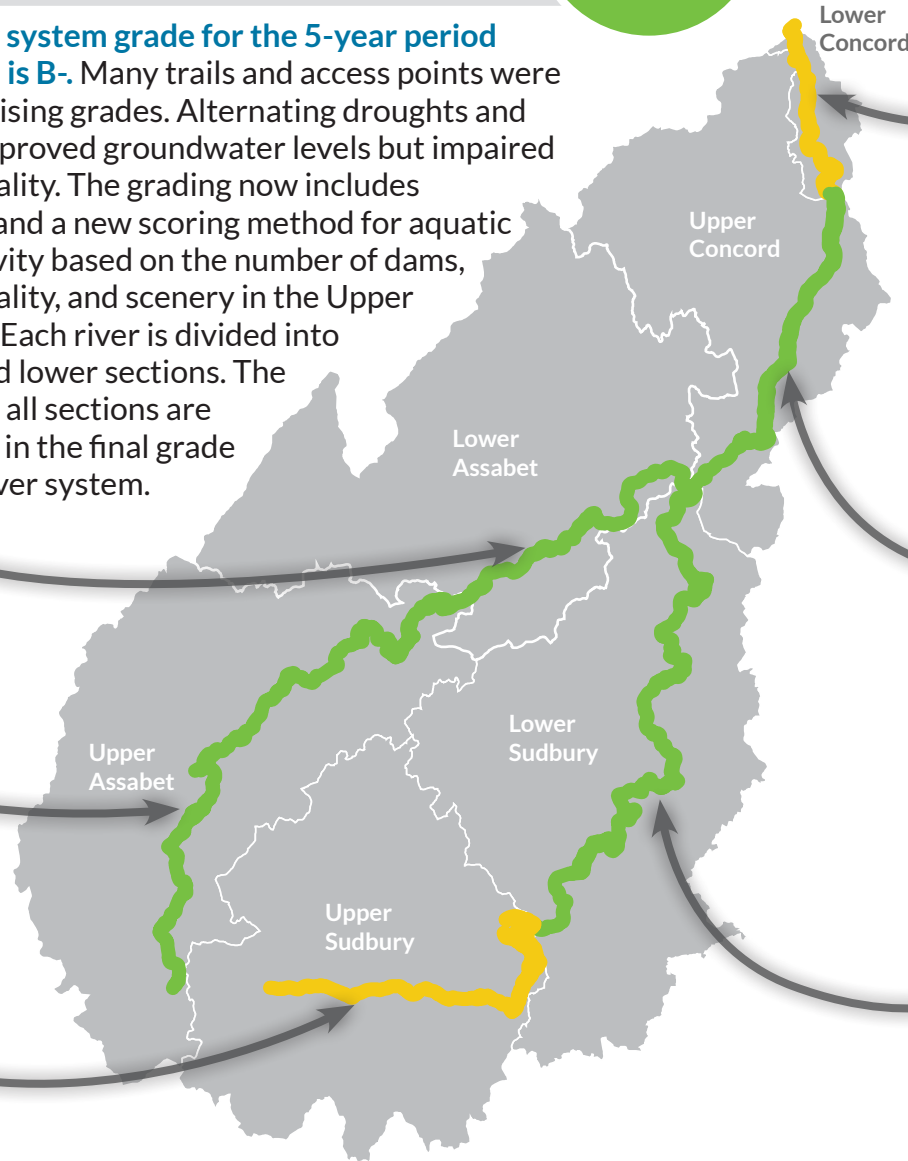 system grade for the 5-year period
is B-. Many trails and access points were
ising grades. Alternating droughts and
proved groundwater levels but impaired
ality. The grading now includes
and a new scoring method for aquatic
vity based on the number of dams,
ality, and scenery in the Upper
Each river is divided into
d lower sections. The
all sections are
in the final grade
ver system.
Lower
Concord
Upper
Concord
Lower
Assabet
Lower
Sudbury
Upper
Assabet
Upper
Sudbury